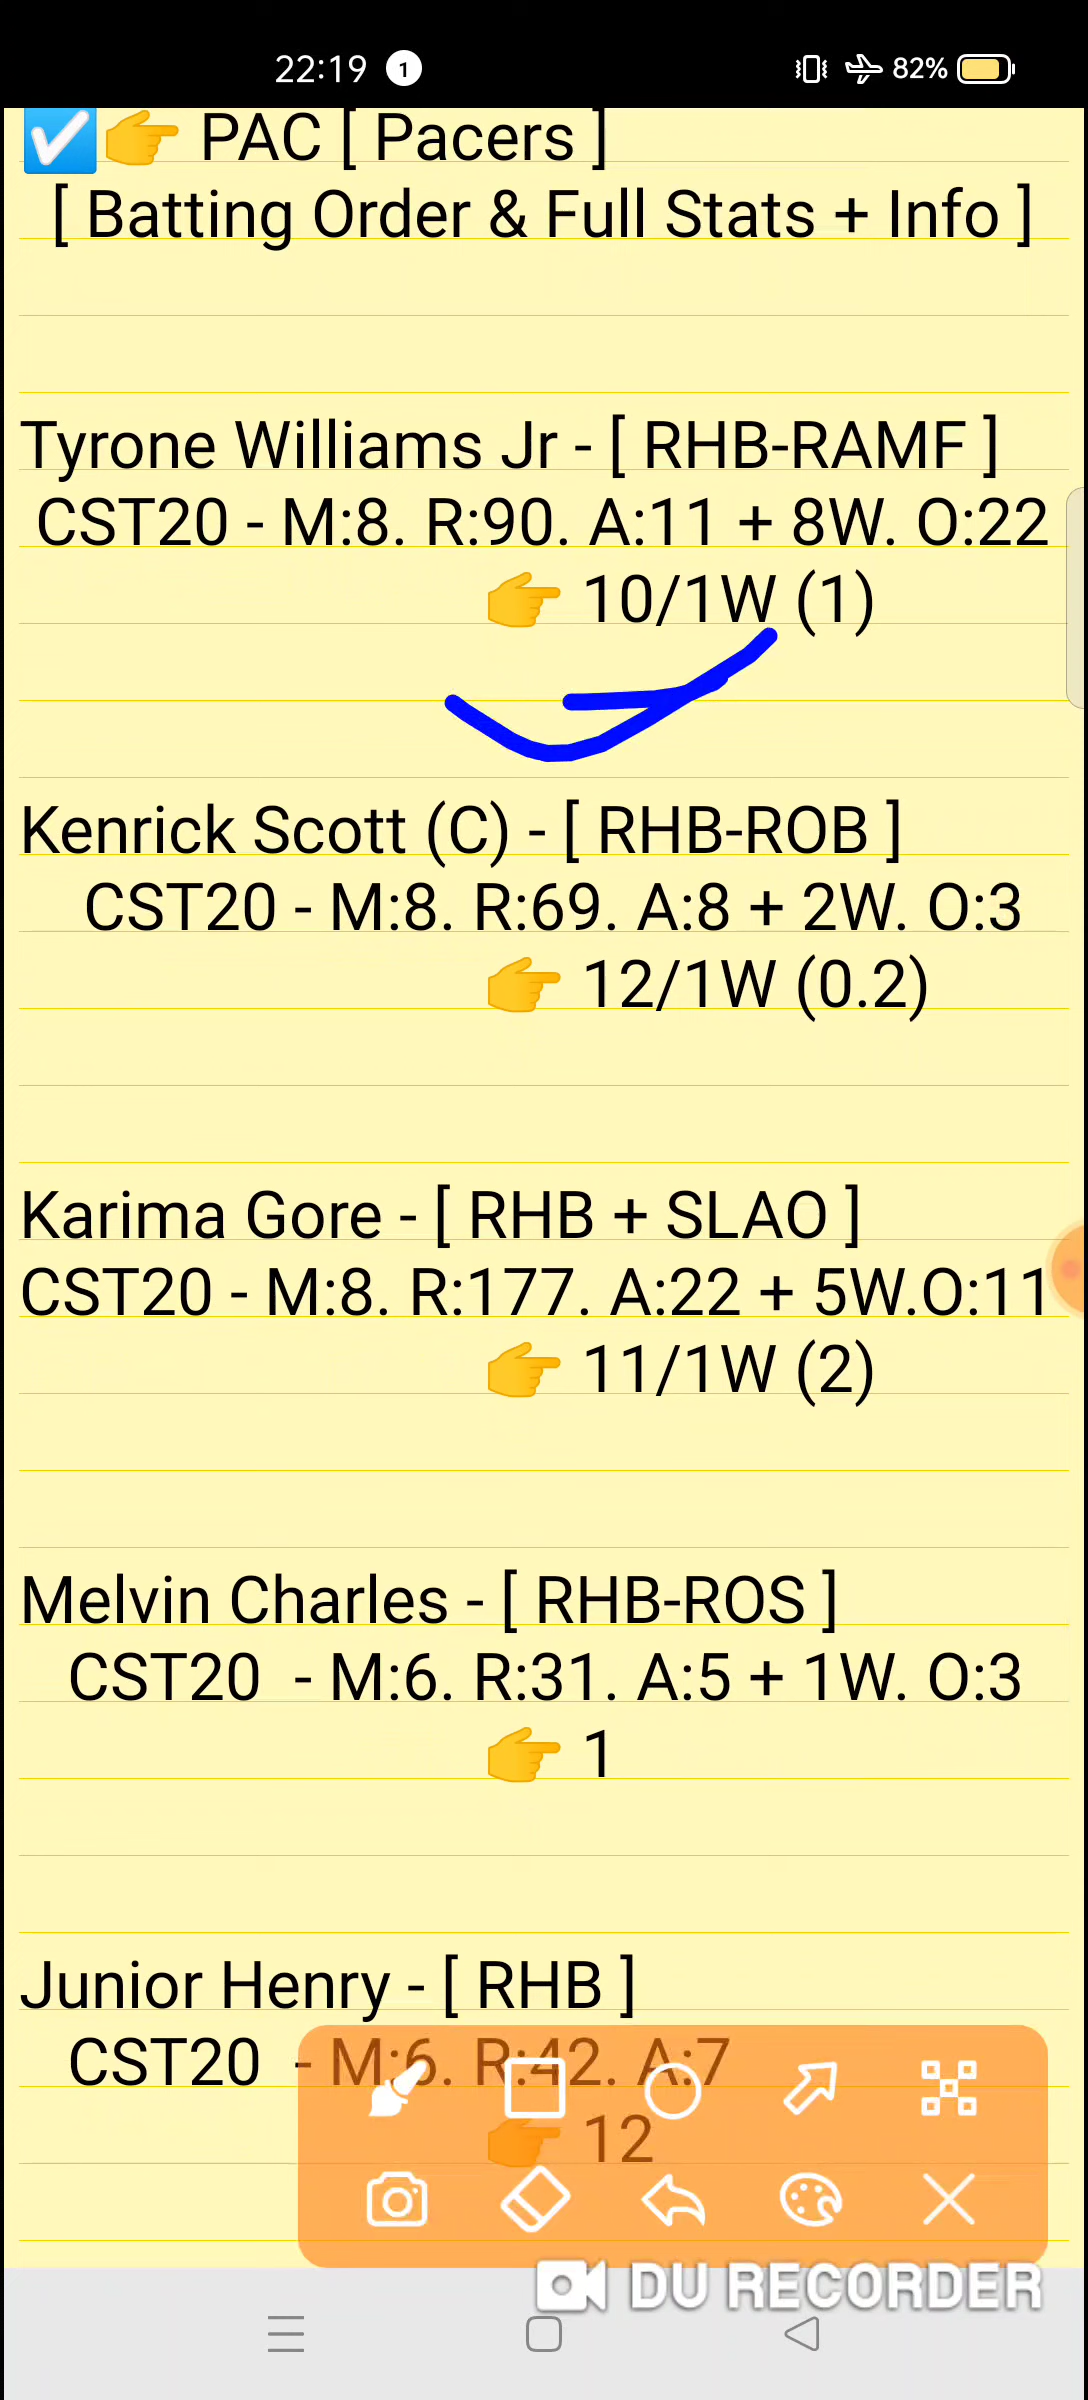 22:19 1 82%
✅👉 PAC [ Pacers ]
[ Batting Order & Full Stats + Info ]
Tyrone Williams Jr - [ RHB-RAMF ]
CST20 - M:8. R:90. A:11 + 8W. O:22
👉 10/1W (1)
Kenrick Scott (C) - [ RHB-ROB ]
CST20 - M:8. R:69. A:8 + 2W. O:3
👉 12/1W (0.2)
Karima Gore - [ RHB + SLAO ]
CST20 - M:8. R:177. A:22 + 5W.O:11
👉 11/1W (2)
Melvin Charles - [ RHB-ROS ]
CST20  - M:6. R:31. A:5 + 1W. O:3
👉 1
Junior Henry - [ RHB ]
CST20  - M:6. R:42. A:7
👉 12
DU RECORDER